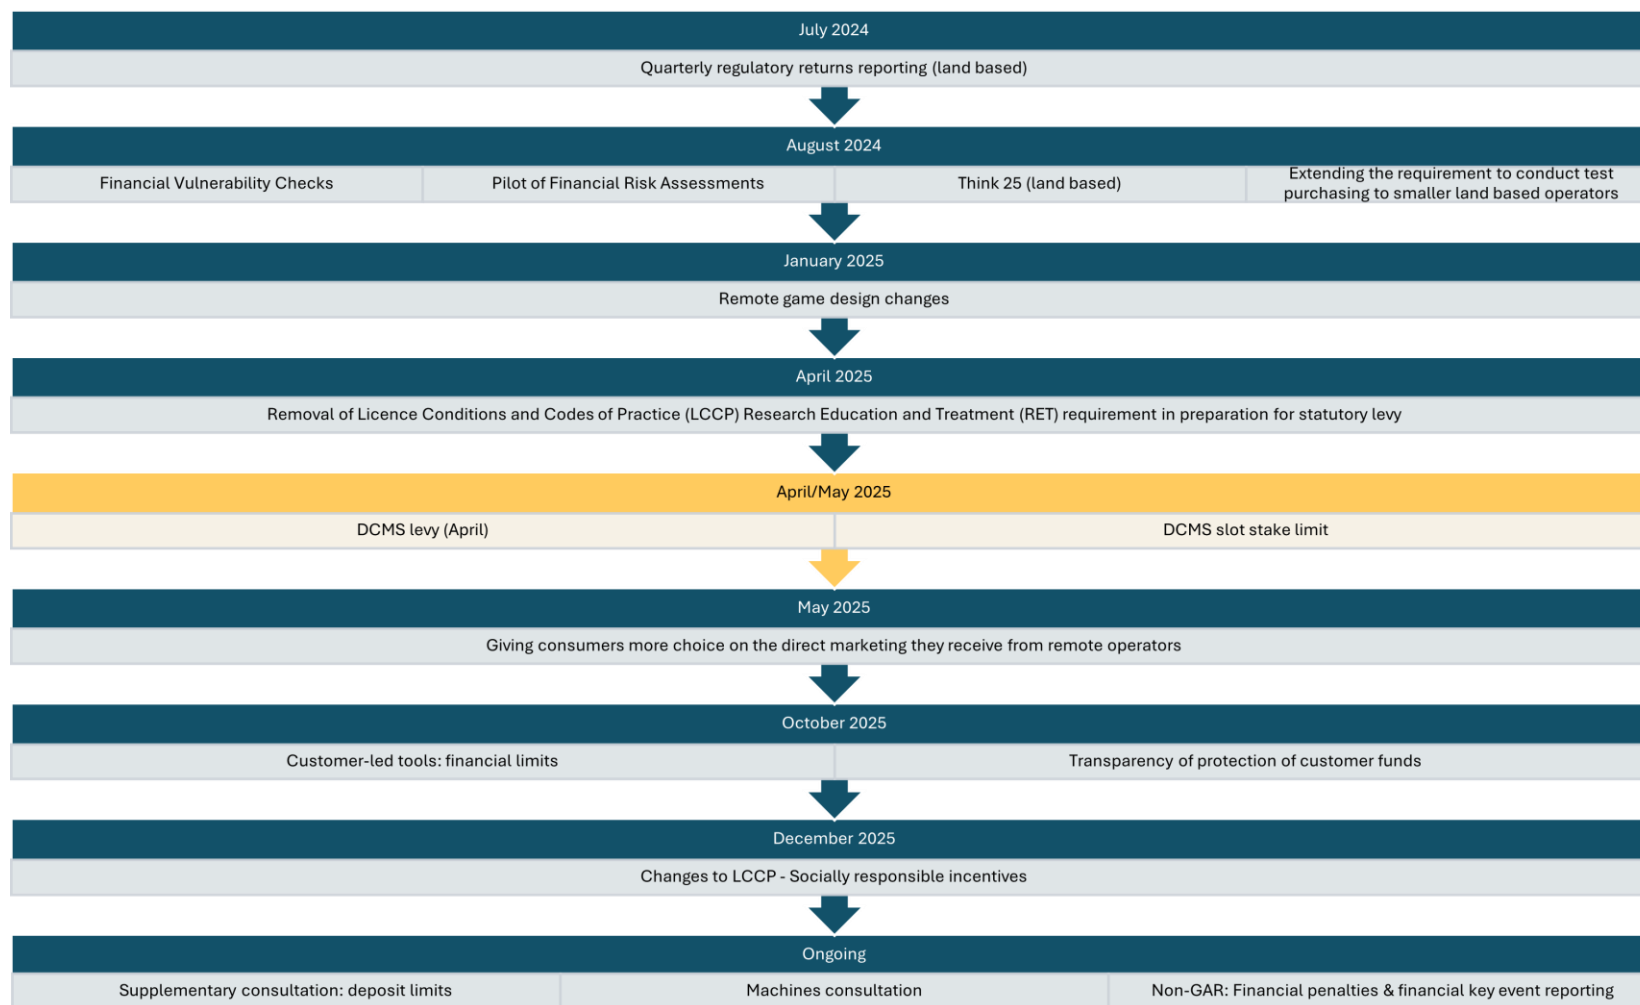 July 2024
Quarterly regulatory returns reporting (land based)
August 2024
Financial Vulnerability Checks
Pilot of Financial Risk Assessments
Think 25 (land based)
Extending the requirement to conduct test
purchasing to smaller land based operators
January 2025
Remote game design changes
April 2025
Removal of Licence Conditions and Codes of Practice (LCCP) Research Education and Treatment (RET) requirement in preparation for statutory levy
April/May 2025
DCMS levy (April)
DCMS slot stake limit
May 2025
Giving consumers more choice on the direct marketing they receive from remote operators
October 2025
Customer-led tools: financial limits
Transparency of protection of customer funds
December 2025
Changes to LCCP - Socially responsible incentives
Ongoing
Supplementary consultation: deposit limits
Machines consultation
Non-GAR: Financial penalties & financial key event reporting